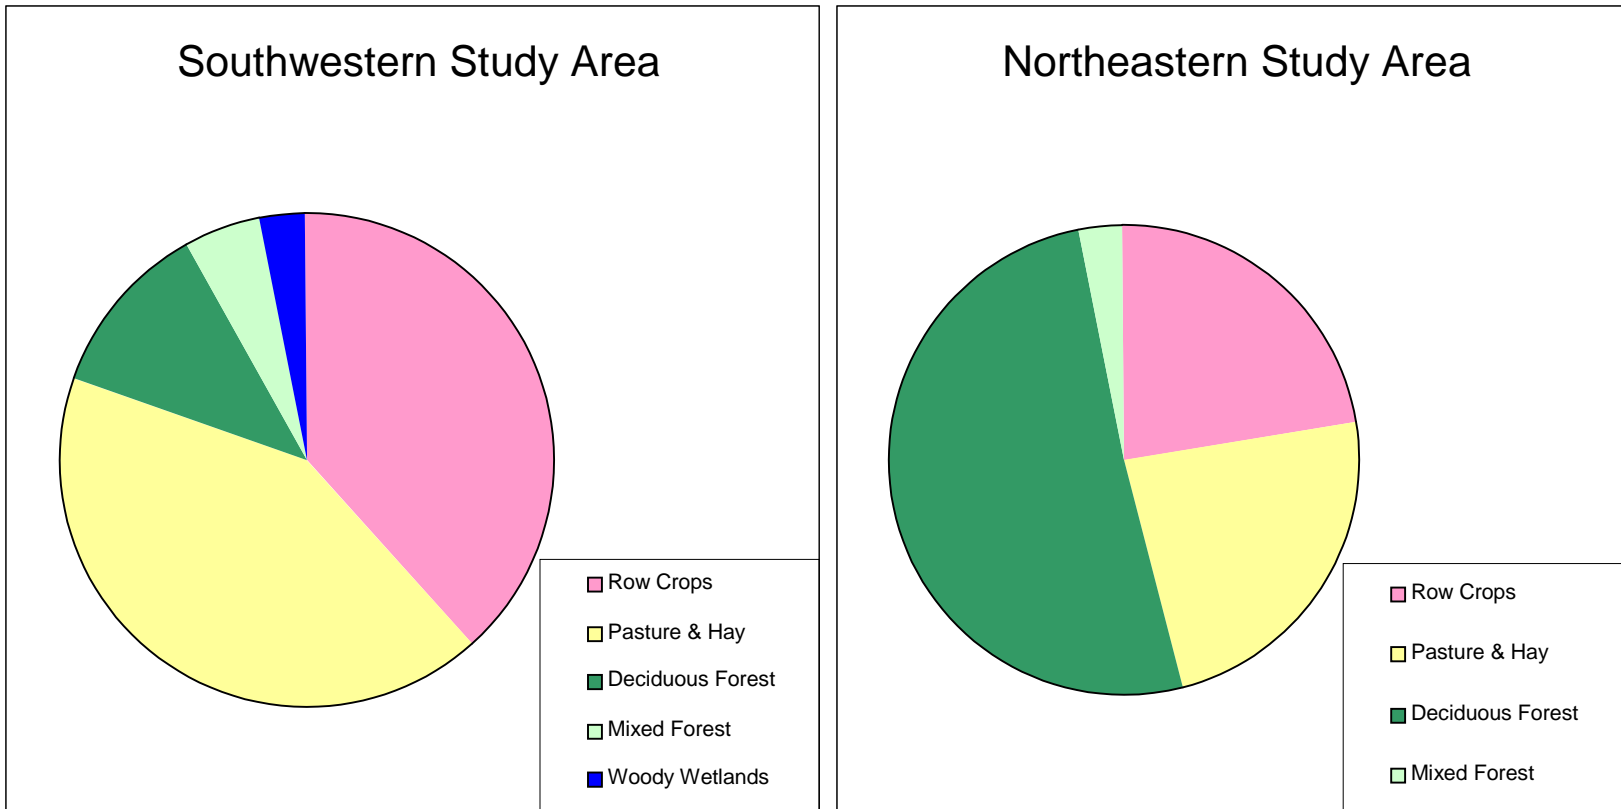 Southwestern Study Area
Row Crops
Pasture & Hay
Deciduous Forest
Mixed Forest
Woody Wetlands
Northeastern Study Area
Row Crops
Pasture & Hay
Deciduous Forest
Mixed Forest